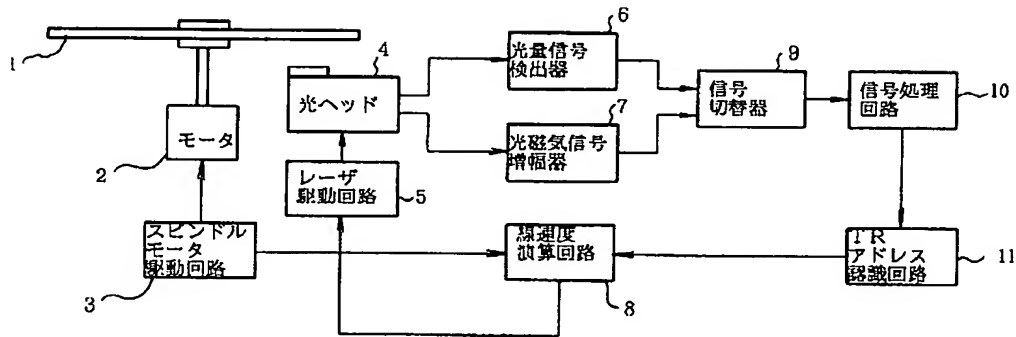 1
モータ
2
スピンドル
モータ
駆動回路
3
4
光ヘッド
レーザ
駆動回路
5
6
光量信号
検出器
7
光磁気信号
増幅器
線速度
演算回路
8
9
信号
切替器
信号処理
回路
10
TR
アドレス
認識回路
11